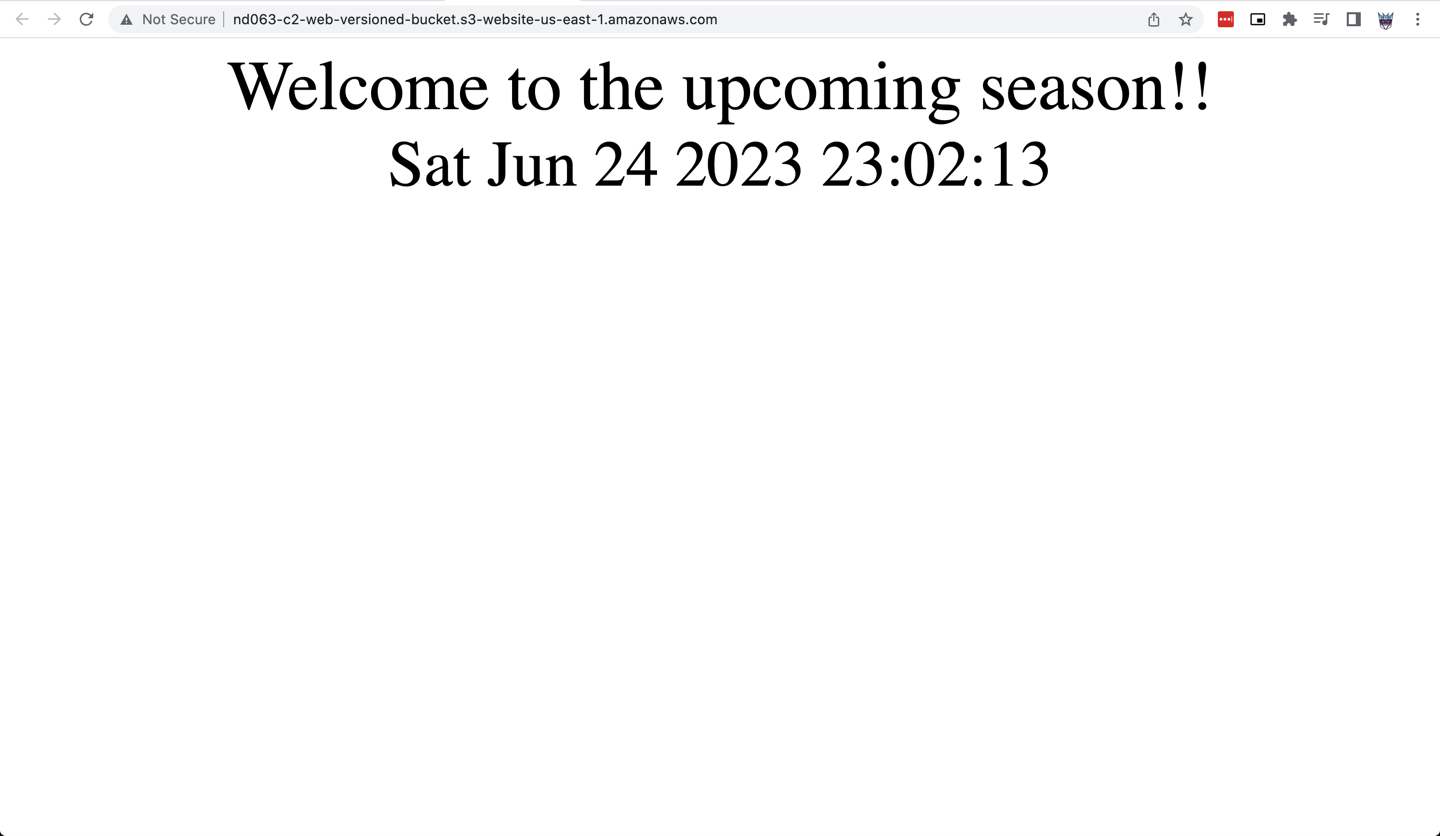 Not Secure
nd063-c2-web-versioned-bucket.s3-website-us-east-1.amazonaws.com
Welcome to the upcoming season!!
Sat Jun 24 2023 23:02:13